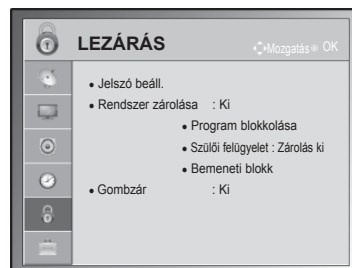 LEZÁRÁS
Mozgatás OK
• Jelszó beáll.
• Rendszer zárolása : Ki
• Program blokkolása
• Szülői felügyelet : Zárolás ki
• Bemeneti blokk
• Gombzár : Ki